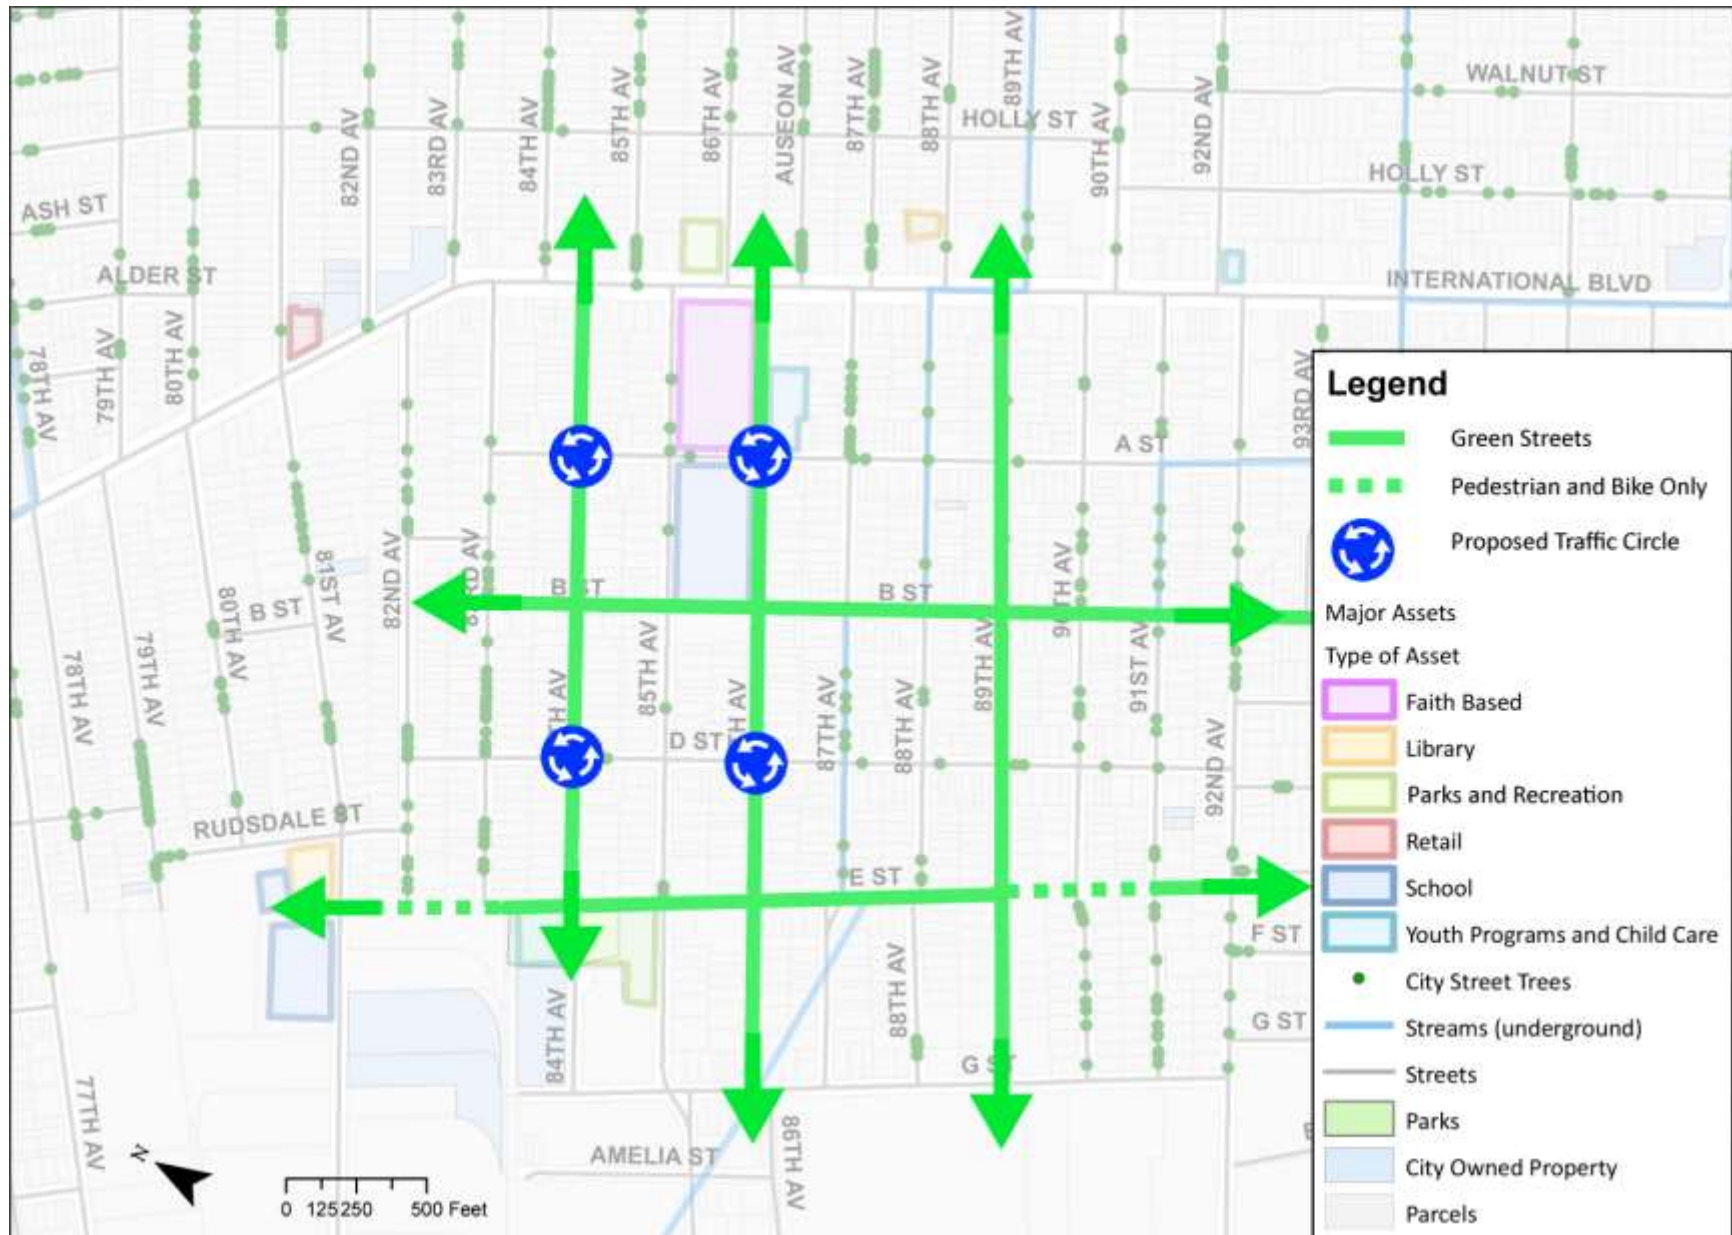 89TH AV
85TH AV
86TH AV
AUSEON AV
87TH AV
88TH AV
WALNUT ST
82ND AV
83RD AV
84TH AV
HOLLY ST
90TH AV
92ND AV
HOLLY ST
ASH ST
ALDER ST
INTERNATIONAL BLVD
78TH AV
79TH AV
80TH AV
93RD AV
A ST
82ND AV
81ST AV
80TH AV
B ST
B ST
B ST
79TH AV
78TH AV
85TH AV
89TH AV
91ST AV
87TH AV
88TH AV
D ST
92ND AV
RUDSDALE ST
E ST
F ST
G ST
88TH AV
84TH AV
77TH AV
86TH AV
AMELIA ST
N
0 125 250 500 Feet
Legend
Green Streets
Pedestrian and Bike Only
Proposed Traffic Circle
Major Assets
Type of Asset
Faith Based
Library
Parks and Recreation
Retail
School
Youth Programs and Child Care
City Street Trees
Streams (underground)
Streets
Parks
City Owned Property
Parcels